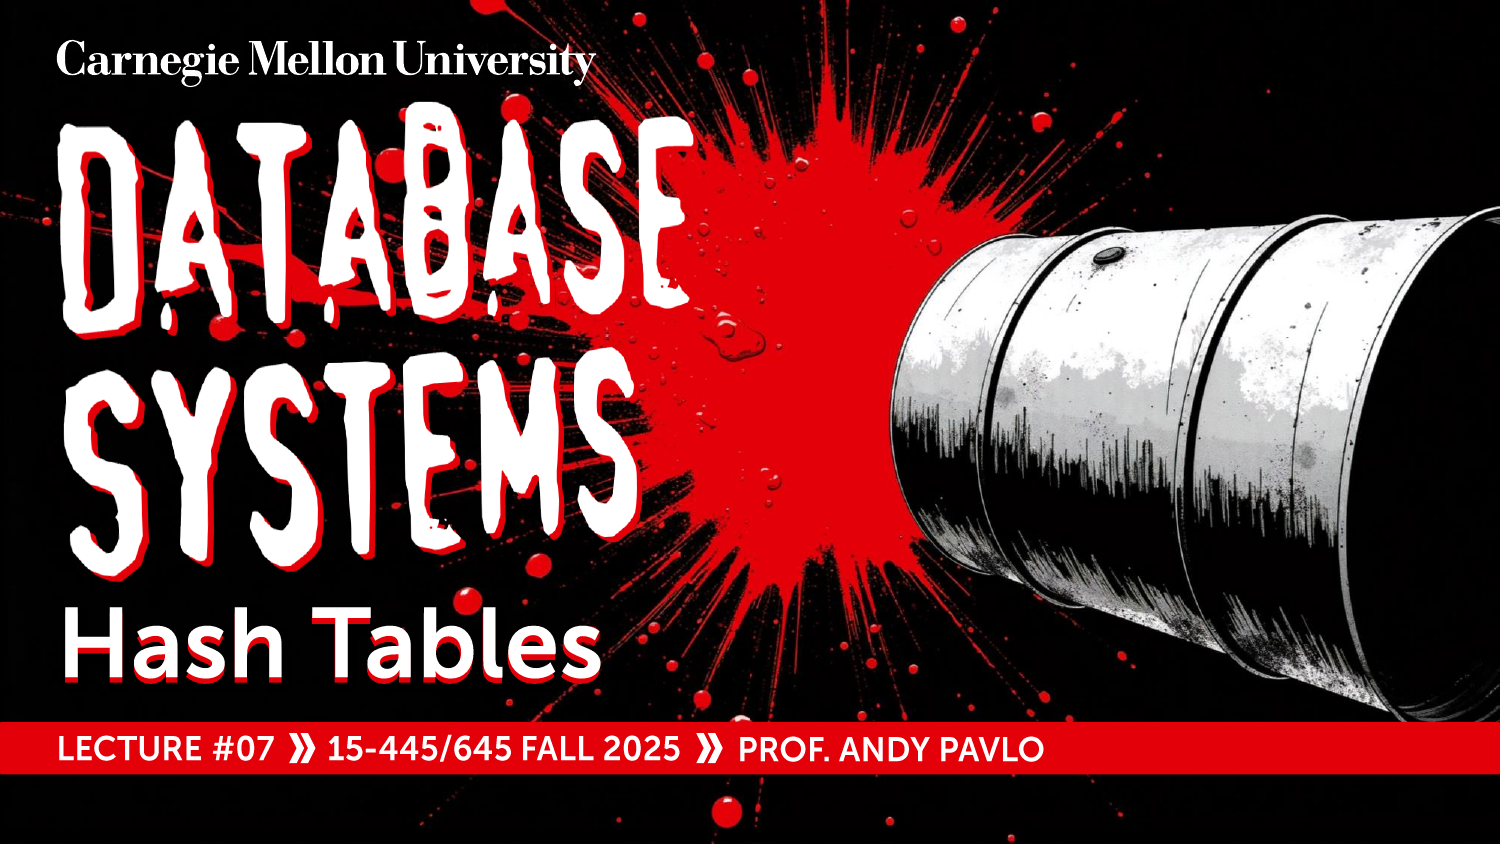 Carnegie Mellon University
DATABASE
SYSTEMS
Hash Tables
LECTURE #07 » 15-445/645 FALL 2025 » PROF. ANDY PAVLO